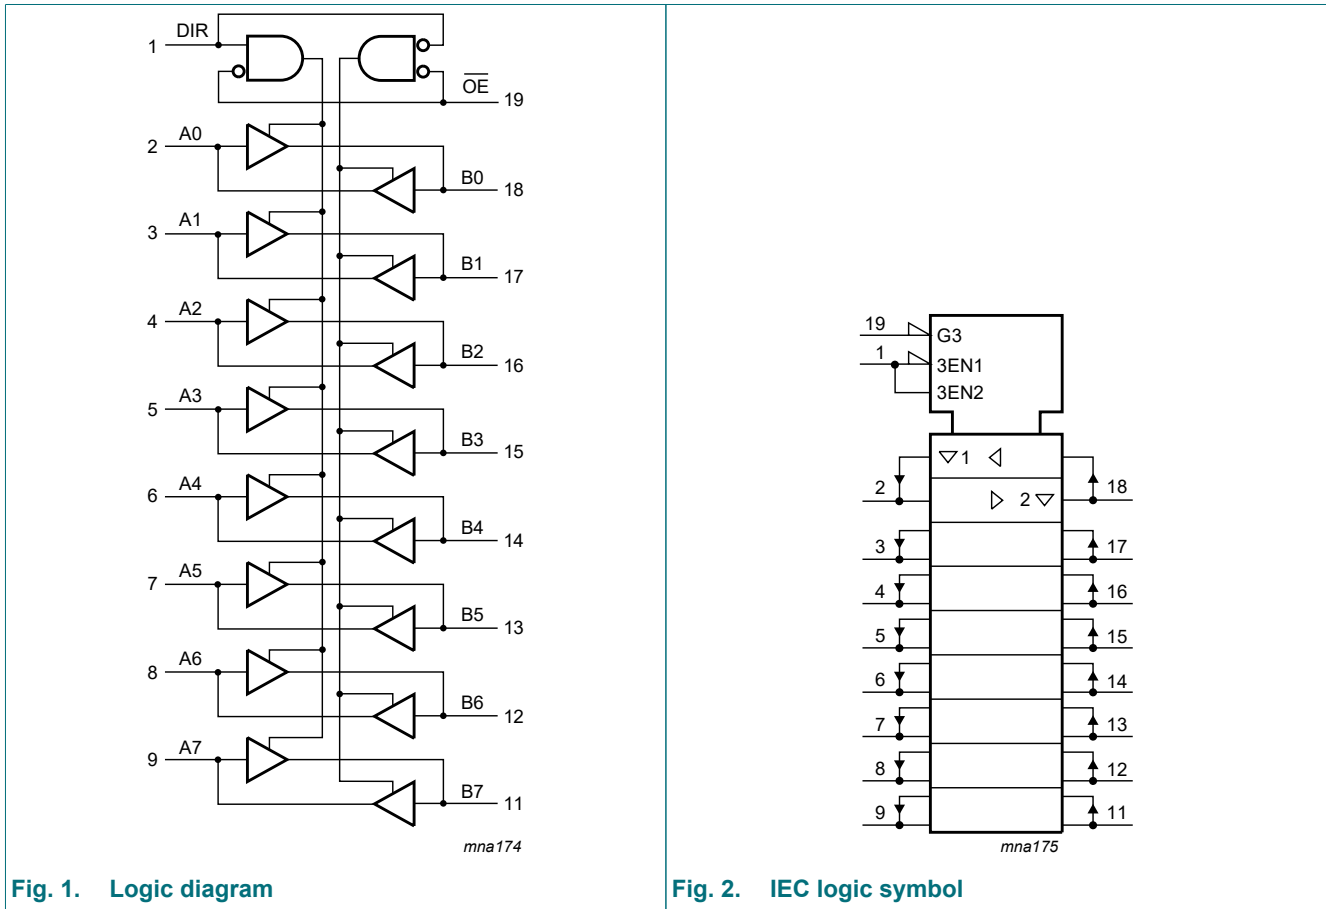 DIR
1
OE
19
A0
2
B0
18
A1
3
B1
17
A2
4
B2
16
A3
5
B3
15
A4
6
B4
14
A5
7
B5
13
A6
8
B6
12
A7
9
B7
11
mna174
Fig. 1. Logic diagram
19
G3
1
3EN1
3EN2
1
2
18
2
3
17
4
16
5
15
6
14
7
13
8
12
9
11
mna175
Fig. 2. IEC logic symbol